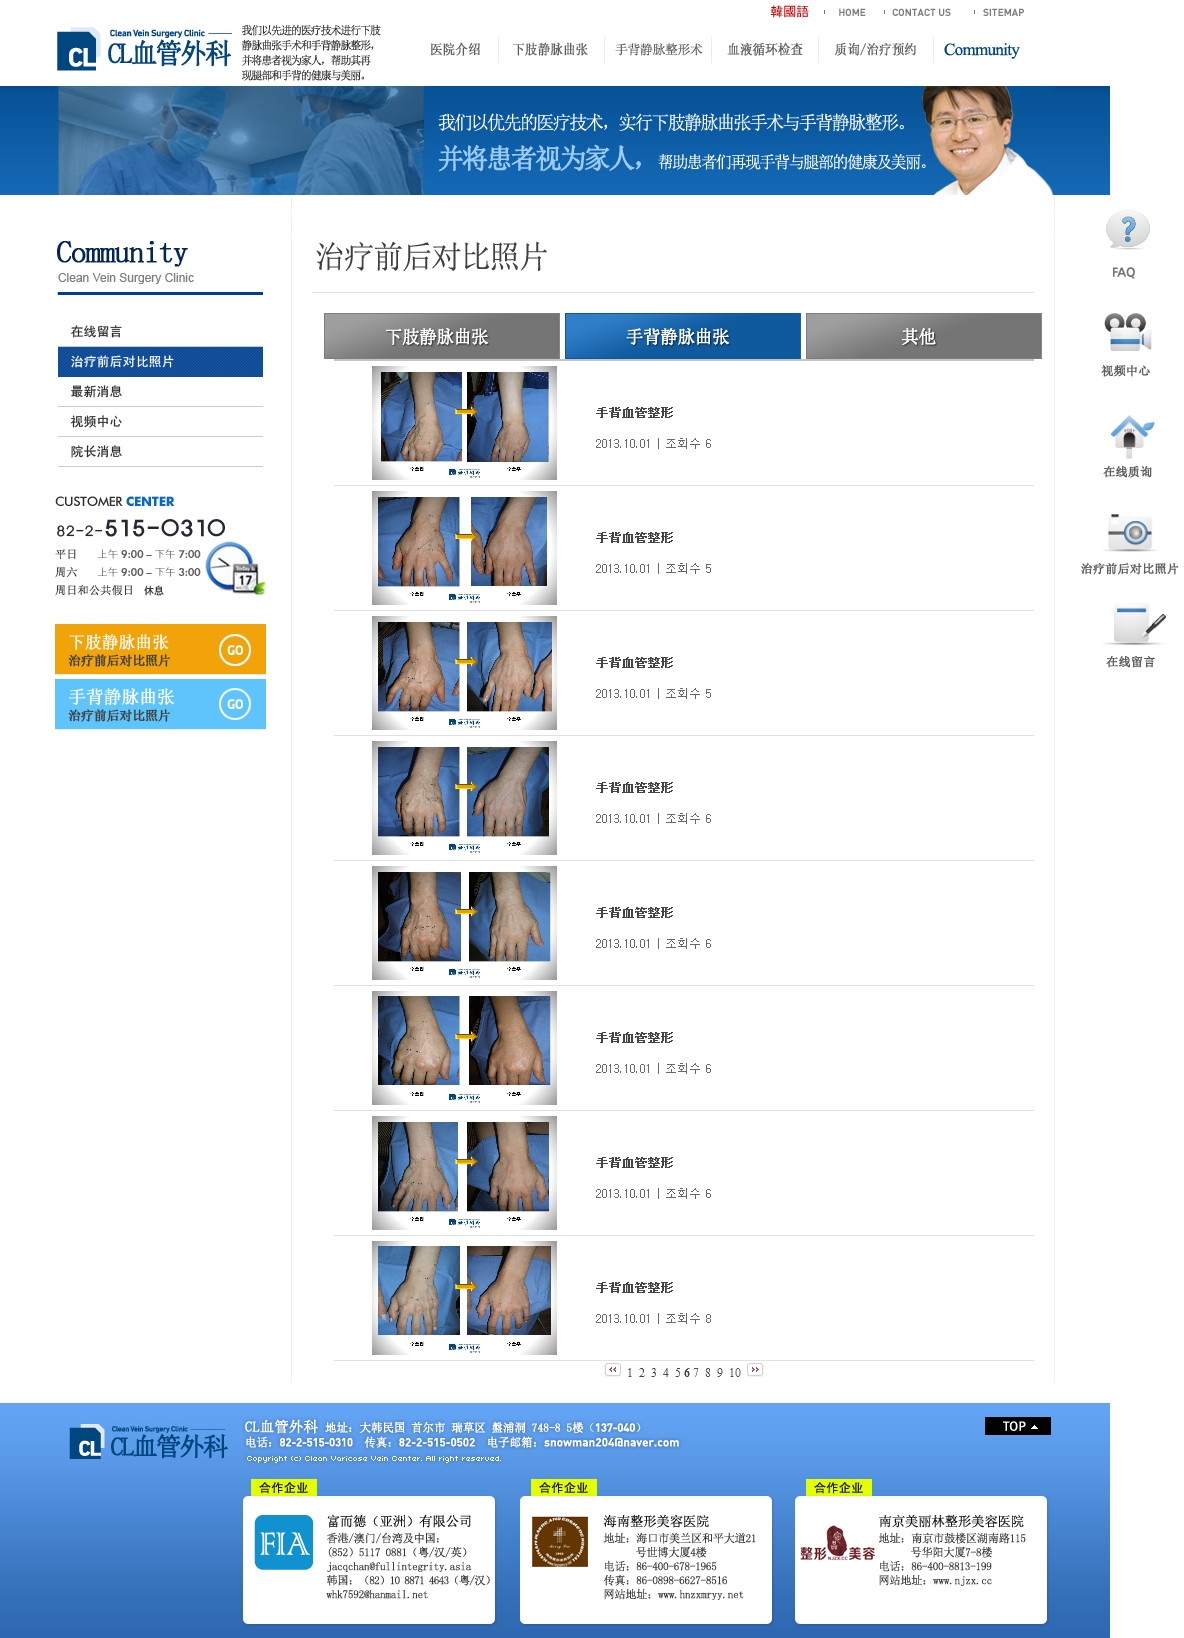 韓國語
HOME
CONTACT US
SITEMAP
Clean Vein Surgery Clinic
CL
CL血管外科
我们以先进的医疗技术进行下肢
静脉曲张手术和手背静脉整形，
并将患者视为家人，帮助其再
现腿部和手背的健康与美丽。
医院介绍
下肢静脉曲张
手背静脉整形术
血液循环检查
质询/治疗预约
Community
我们以优先的医疗技术，实行下肢静脉曲张手术与手背静脉整形。
并将患者视为家人，帮助患者们再现手背与腿部的健康及美丽。
Community
Clean Vein Surgery Clinic
在线留言
治疗前后对比照片
最新消息
视频中心
院长消息
CUSTOMER CENTER
82-2-515-0310
平日 上午 9:00 – 下午 7:00
周六 上午 9:00 – 下午 3:00
周日和公共假日 休息
17
下肢静脉曲张
治疗前后对比照片
GO
手背静脉曲张
治疗前后对比照片
GO
治疗前后对比照片
下肢静脉曲张
手背静脉曲张
其他
手背血管整形
2013.10.01 | 조회수 6
手背血管整形
2013.10.01 | 조회수 5
手背血管整形
2013.10.01 | 조회수 5
手背血管整形
2013.10.01 | 조회수 6
手背血管整形
2013.10.01 | 조회수 6
手背血管整形
2013.10.01 | 조회수 6
手背血管整形
2013.10.01 | 조회수 6
手背血管整形
2013.10.01 | 조회수 8
1 2 3 4 5 6 7 8 9 10
FAQ
视频中心
在线质询
治疗前后对比照片
在线留言
Clean Vein Surgery Clinic
CL
CL血管外科
CL血管外科 地址：大韩民国 首尔市 瑞草区 盤浦洞 748-8 5楼（137-040）
电话：82-2-515-0310 传真：82-2-515-0502 电子邮箱：snowman204@naver.com
Copyright (c) Clean Varicose Vein Center. All right reserved.
TOP
合作企业
FIA
富而德（亚洲）有限公司
香港/澳门/台湾及中国：
（852）5117 0881（粤/汉/英）
jacqchan@fullintegrity.asia
韩国：（82）10 8871 4643（粤/汉）
whk7592@hanmail.net
合作企业
海南整形美容医院
地址：海口市美兰区和平大道21
号世博大厦4楼
电话：86-400-678-1965
传真：86-0898-6627-8516
网站地址：www.hnzxmryy.net
合作企业
整形美容
NJZX.CC
南京美丽林整形美容医院
地址：南京市鼓楼区湖南路115
号华阳大厦7-8楼
电话：86-400-8813-199
网站地址：www.njzx.cc